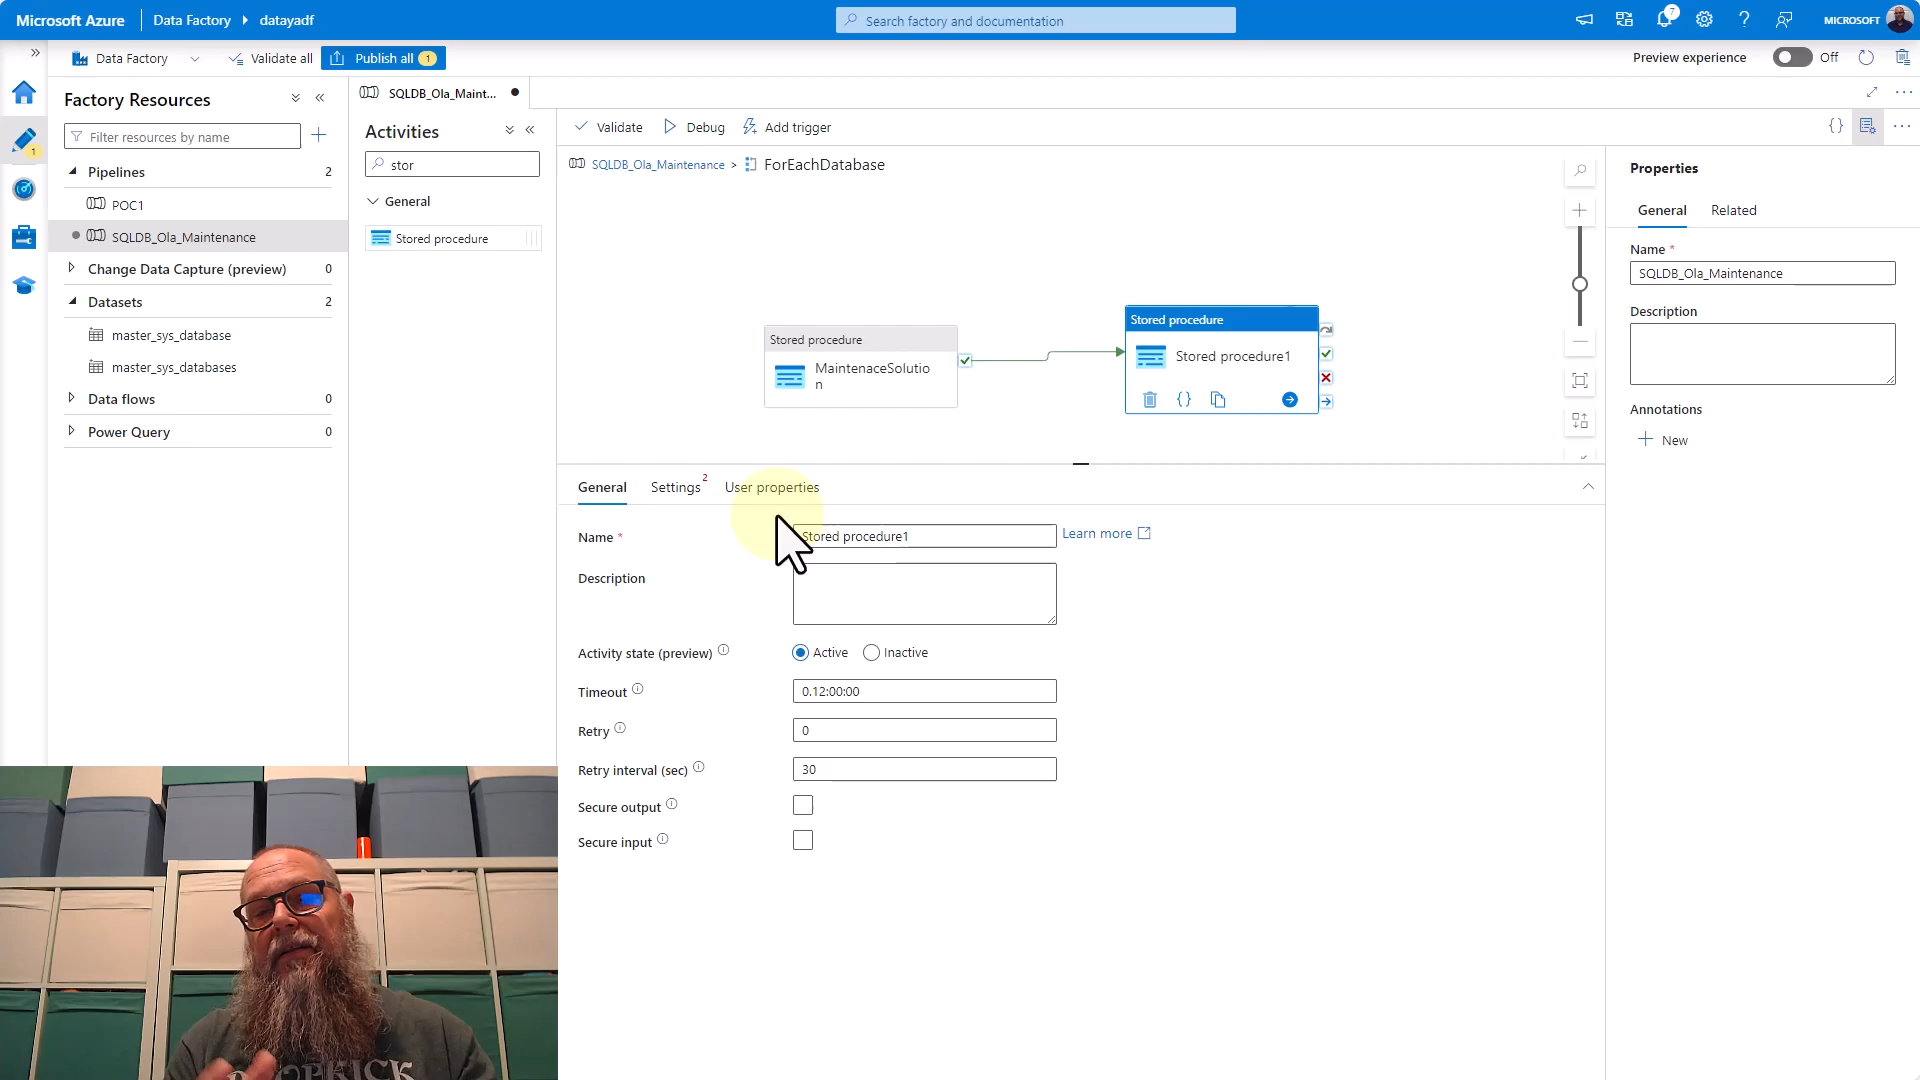 Microsoft Azure
Data Factory
datayadf
Search factory and documentation
7
MICROSOFT
Data Factory
Validate all
Publish all
1
Preview experience
Off
1
Factory Resources
Filter resources by name
Pipelines
2
POC1
SQLDB_Ola_Maintenance
Change Data Capture (preview)
0
Datasets
2
master_sys_database
master_sys_databases
Data flows
0
Power Query
0
SQLDB_Ola_Maint...
Activities
stor
General
Stored procedure
Validate
Debug
Add trigger
SQLDB_Ola_Maintenance > ForEachDatabase
Stored procedure
MaintenaceSolutio
n
Stored procedure
Stored procedure1
{}
General
Settings
2
User properties
Name *
Stored procedure1
Learn more
Description
Activity state (preview)
Active
Inactive
Timeout
0.12:00:00
Retry
0
Retry interval (sec)
30
Secure output
Secure input
{}
Properties
General
Related
Name *
SQLDB_Ola_Maintenance
Description
Annotations
New